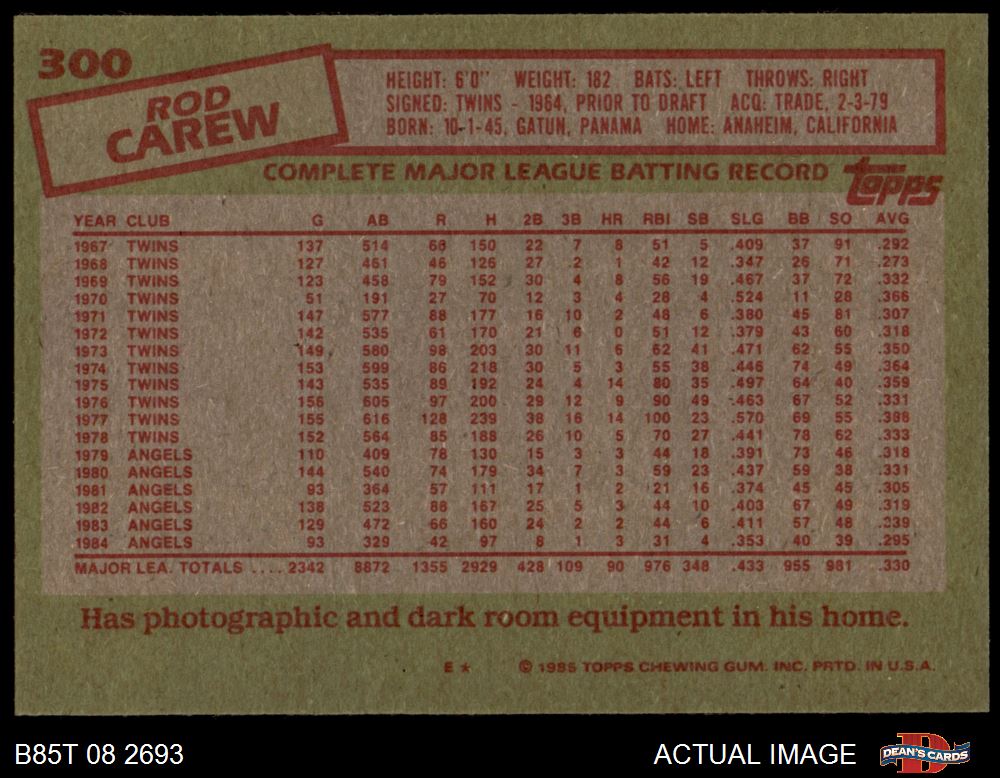 300
ROD
CAREW
HEIGHT: 6'0" WEIGHT: 182 BATS: LEFT THROWS: RIGHT
SIGNED: TWINS - 1964, PRIOR TO DRAFT ACQ: TRADE, 2-3-79
BORN: 10-1-45, GATUN, PANAMA HOME: ANAHEIM, CALIFORNIA
COMPLETE MAJOR LEAGUE BATTING RECORD
Topps
YEAR CLUB G AB R H 2B 3B HR RBI SB SLG BB SO AVG
1967 TWINS 137 514 66 150 22 7 8 51 5 .409 37 91 .292
1968 TWINS 127 461 46 126 27 2 1 42 12 .347 26 71 .273
1969 TWINS 123 458 79 152 30 4 8 56 19 .467 37 72 .332
1970 TWINS 51 191 27 70 12 3 4 28 4 .524 11 28 .366
1971 TWINS 147 577 88 177 16 10 2 48 6 .380 45 81 .307
1972 TWINS 142 535 61 170 21 6 0 51 12 .379 43 60 .318
1973 TWINS 149 580 98 203 30 11 6 62 41 .471 62 55 .350
1974 TWINS 153 599 86 218 30 5 3 55 38 .446 74 49 .364
1975 TWINS 143 535 89 192 24 4 14 80 35 .497 64 40 .359
1976 TWINS 156 605 97 200 29 12 9 90 49 .463 67 52 .331
1977 TWINS 155 616 128 239 38 16 14 100 23 .570 69 55 .388
1978 TWINS 152 564 85 188 26 10 5 70 27 .441 78 62 .333
1979 ANGELS 110 409 78 130 15 3 3 44 18 .391 73 46 .318
1980 ANGELS 144 540 74 179 34 7 3 59 23 .437 59 38 .331
1981 ANGELS 93 364 57 111 17 1 2 21 16 .374 45 45 .305
1982 ANGELS 138 523 88 167 25 5 3 44 10 .403 67 49 .319
1983 ANGELS 129 472 66 160 24 2 2 44 6 .411 57 48 .339
1984 ANGELS 93 329 42 97 8 1 3 31 4 .353 40 39 .295
MAJOR LEA. TOTALS .... 2342 8872 1355 2929 428 109 90 976 348 .433 955 981 .330
Has photographic and dark room equipment in his home.
E ★ © 1985 TOPPS CHEWING GUM. INC. PRTD. IN U.S.A.
B85T 08 2693 ACTUAL IMAGE DEAN'S CARDS